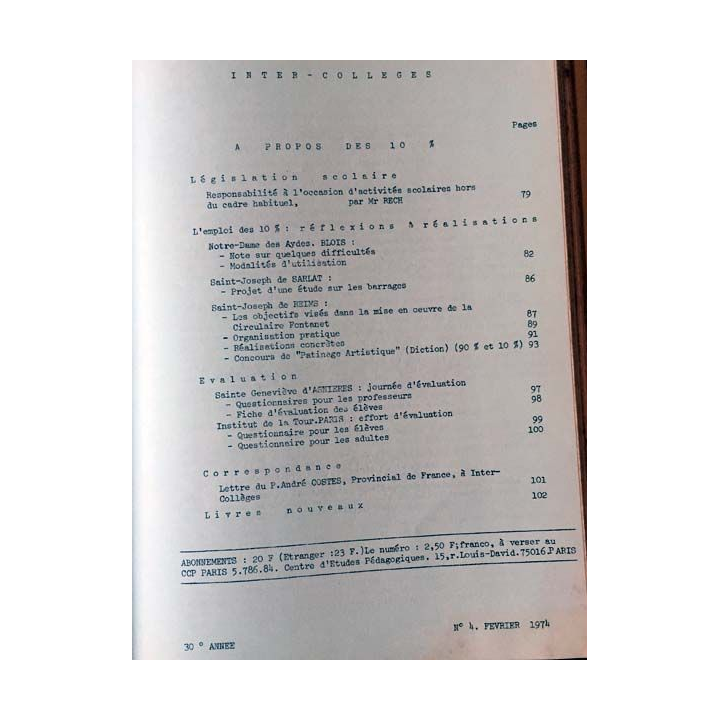 INTER-COLLEGES
Pages
A PROPOS DES 10 %
Législation scolaire
Responsabilité à l'occasion d'activités scolaires hors
du cadre habituel, par Mr RECH 79
L'emploi des 10 % : réflexions & réalisations
Notre-Dame des Aydes. BLOIS :
- Note sur quelques difficultés 82
- Modalités d'utilisation
Saint-Joseph de SARLAT : 86
- Projet d'une étude sur les barrages
Saint-Joseph de REIMS :
- Les objectifs visés dans la mise en oeuvre de la 87
Circulaire Fontanet 89
- Organisation pratique 91
- Réalisations concrètes
- Concours de "Patinage Artistique" (Diction) (90 % et 10 %) 93
Evaluation
Sainte Geneviève d'ASNIERES : journée d'évaluation 97
- Questionnaires pour les professeurs 98
- Fiche d'évaluation des élèves
Institut de la Tour.PARIS : effort d'évaluation 99
- Questionnaire pour les élèves 100
- Questionnaire pour les adultes
Correspondance
Lettre du P.André COSTES, Provincial de France, à Inter- 101
Collèges 102
Livres nouveaux
ABONNEMENTS : 20 F (Etranger :23 F.)Le numéro : 2,50 F;franco, à verser au
CCP PARIS 5.786.84. Centre d'Etudes Pédagogiques. 15,r.Louis-David.75016.PARIS
N° 4. FEVRIER 1974
30 ° ANNEE